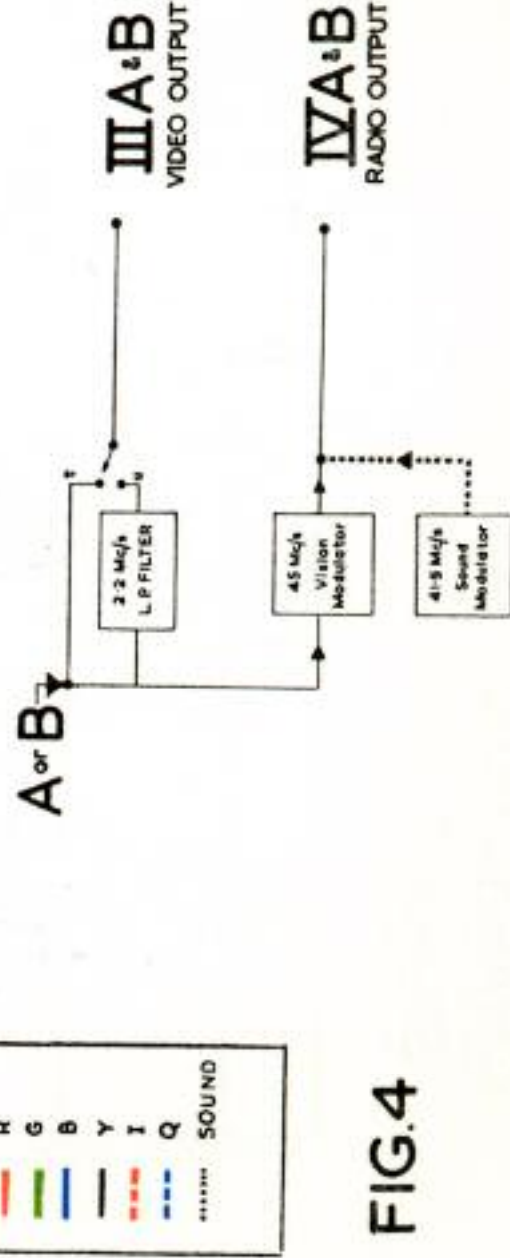 III A & B
VIDEO OUTPUT
IV A & B
RADIO OUTPUT
A or B
2·2 Mc/s
L.P. FILTER
45 Mc/s
Vision
Modulator
41·5 Mc/s
Sound
Modulator
R
G
B
Y
I
Q
SOUND
FIG.4